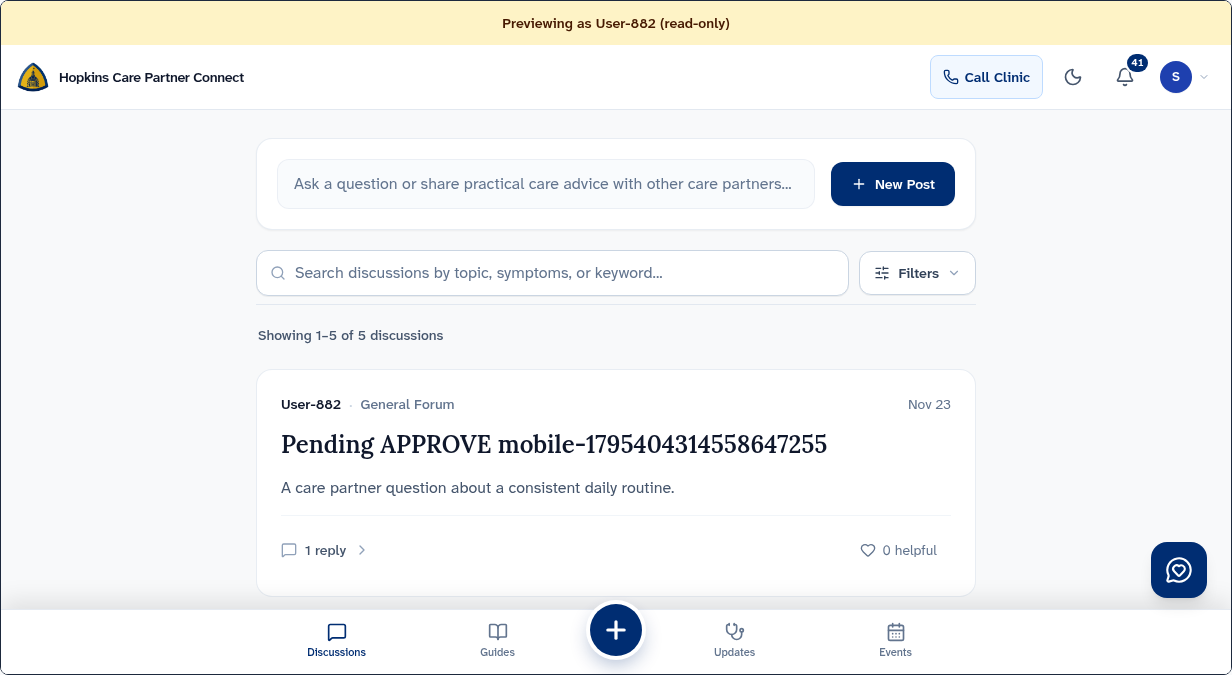 Previewing as User-882 (read-only)
Hopkins Care Partner Connect
Call Clinic
41
S
Ask a question or share practical care advice with other care partners...
New Post
Search discussions by topic, symptoms, or keyword...
Filters
Showing 1–5 of 5 discussions
User-882 · General Forum
Nov 23
Pending APPROVE mobile-1795404314558647255
A care partner question about a consistent daily routine.
1 reply
0 helpful
Discussions
Guides
Updates
Events